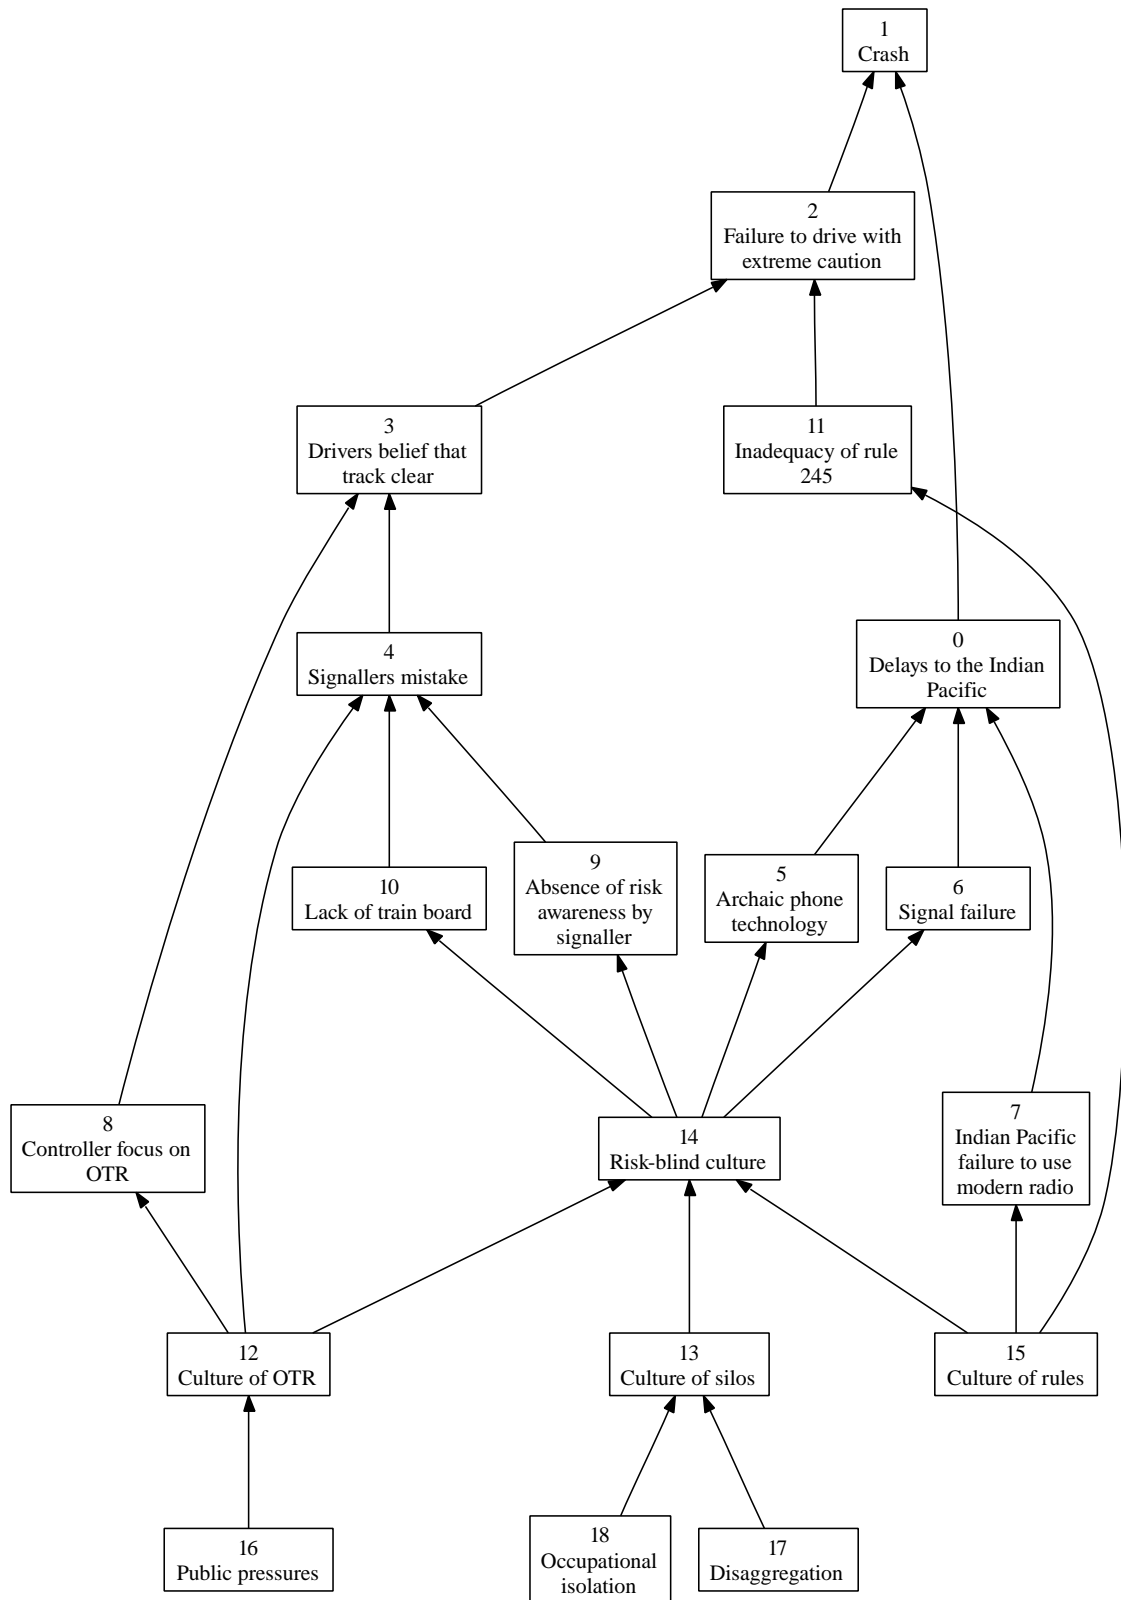 1
Crash
2
Failure to drive with
extreme caution
3
Drivers belief that
track clear
11
Inadequacy of rule
245
4
Signallers mistake
0
Delays to the Indian
Pacific
10
Lack of train board
9
Absence of risk
awareness by
signaller
5
Archaic phone
technology
6
Signal failure
8
Controller focus on
OTR
14
Risk-blind culture
7
Indian Pacific
failure to use
modern radio
12
Culture of OTR
13
Culture of silos
15
Culture of rules
16
Public pressures
18
Occupational
isolation
17
Disaggregation